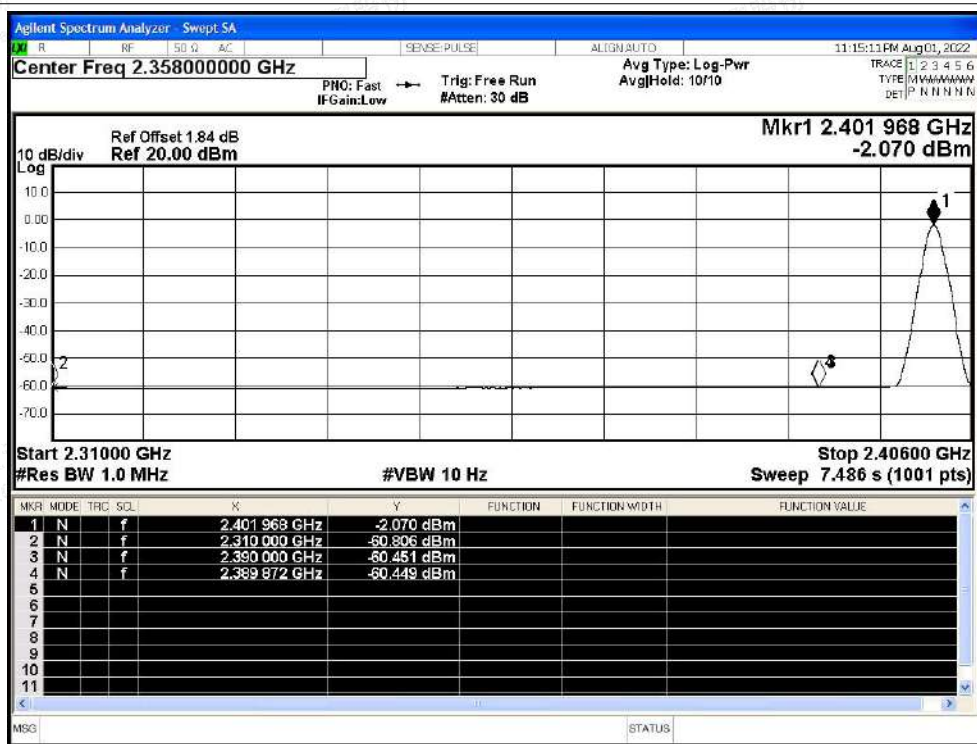 Agilent Spectrum Analyzer - Swept SA
LXI R RF 50 Ω AC SENSE:PULSE ALIGNAUTO 11:15:11PM Aug01, 2022
Center Freq 2.358000000 GHz
PNO: Fast
IFGain:Low
Trig: Free Run
#Atten: 30 dB
Avg Type: Log-Pwr
Avg|Hold: 10/10
TRACE 1 2 3 4 5 6
TYPE
DET P N N N N N
Mkr1 2.401 968 GHz
-2.070 dBm
Ref Offset 1.84 dB
10 dB/div Ref 20.00 dBm
Log
10.0
0.00
-10.0
-20.0
-30.0
-40.0
-50.0
-60.0
-70.0
1
2
4
Start 2.31000 GHz Stop 2.40600 GHz
#Res BW 1.0 MHz #VBW 10 Hz Sweep 7.486 s (1001 pts)
MKR MODE TRC SCL X Y FUNCTION FUNCTION WIDTH FUNCTION VALUE
1 N f 2.401 968 GHz -2.070 dBm
2 N f 2.310 000 GHz -60.806 dBm
3 N f 2.390 000 GHz -60.451 dBm
4 N f 2.389 872 GHz -60.449 dBm
5
6
7
8
9
10
11
MSG STATUS